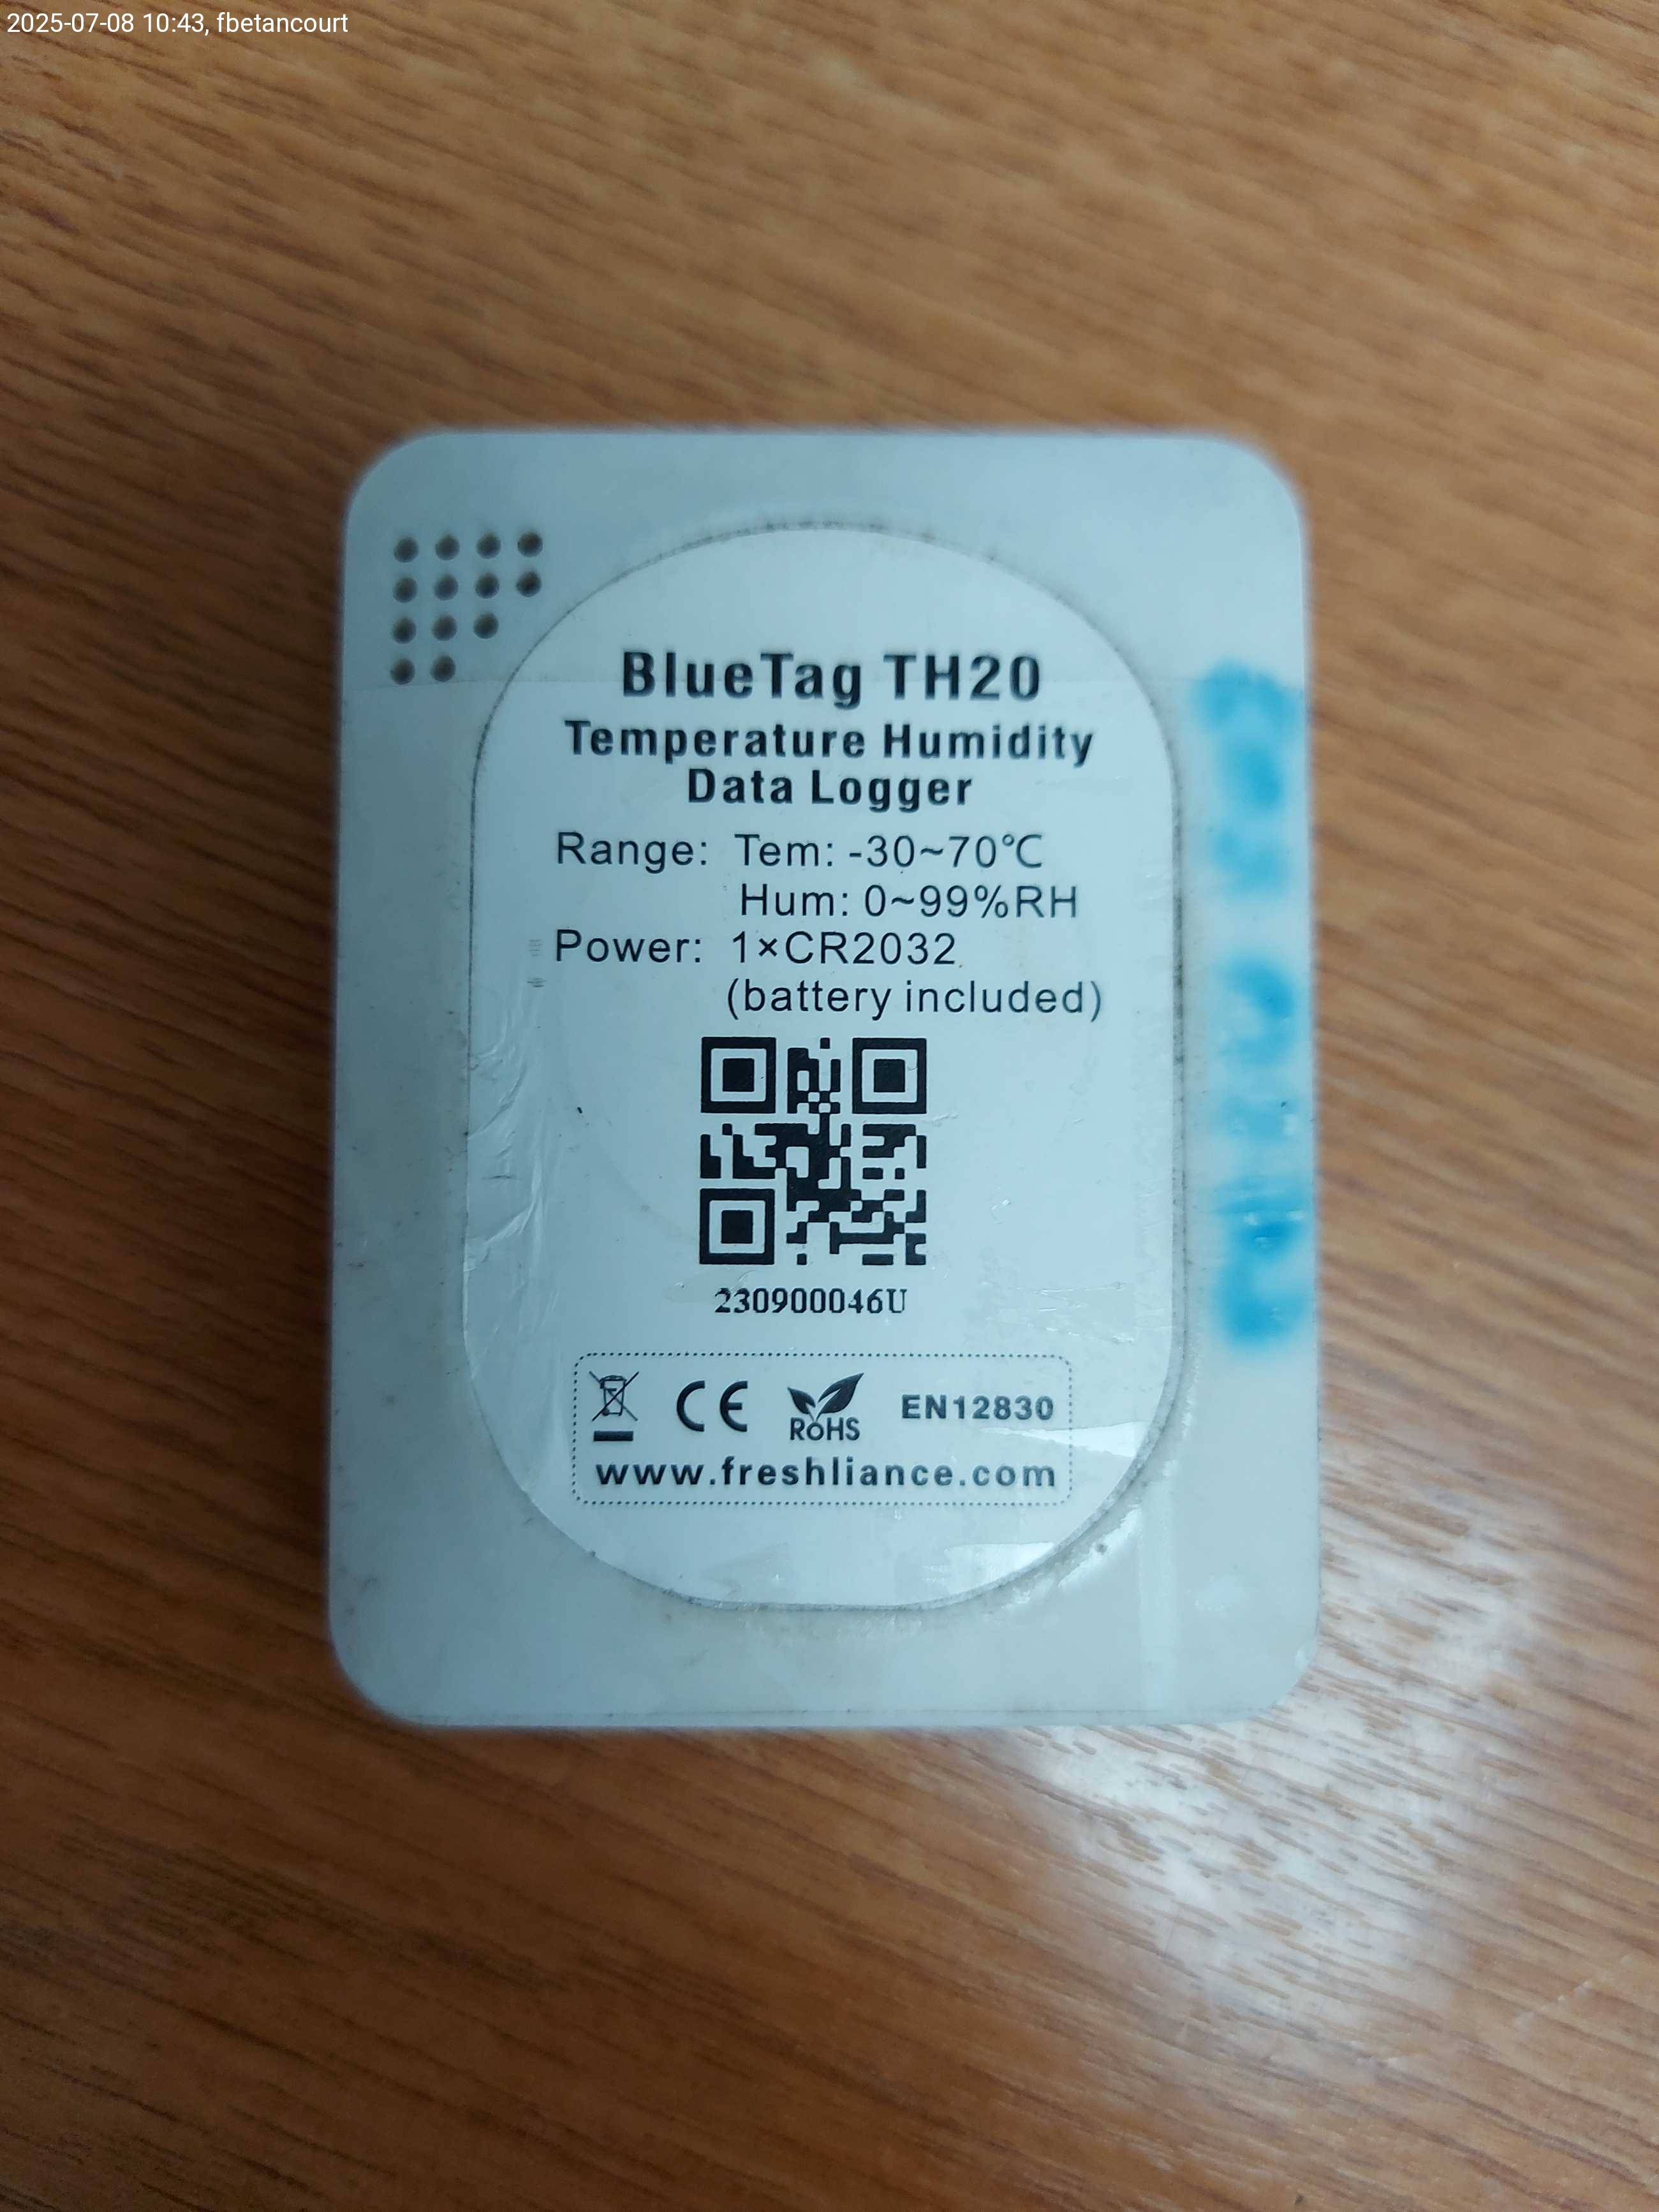 2025-07-08 10:43, fbetancourt
BlueTag TH20
Temperature Humidity
Data Logger
Range: Tem: -30~70℃
Hum: 0~99%RH
Power: 1×CR2032
(battery included)
230900046U
CE RoHS EN12830
www.freshliance.com